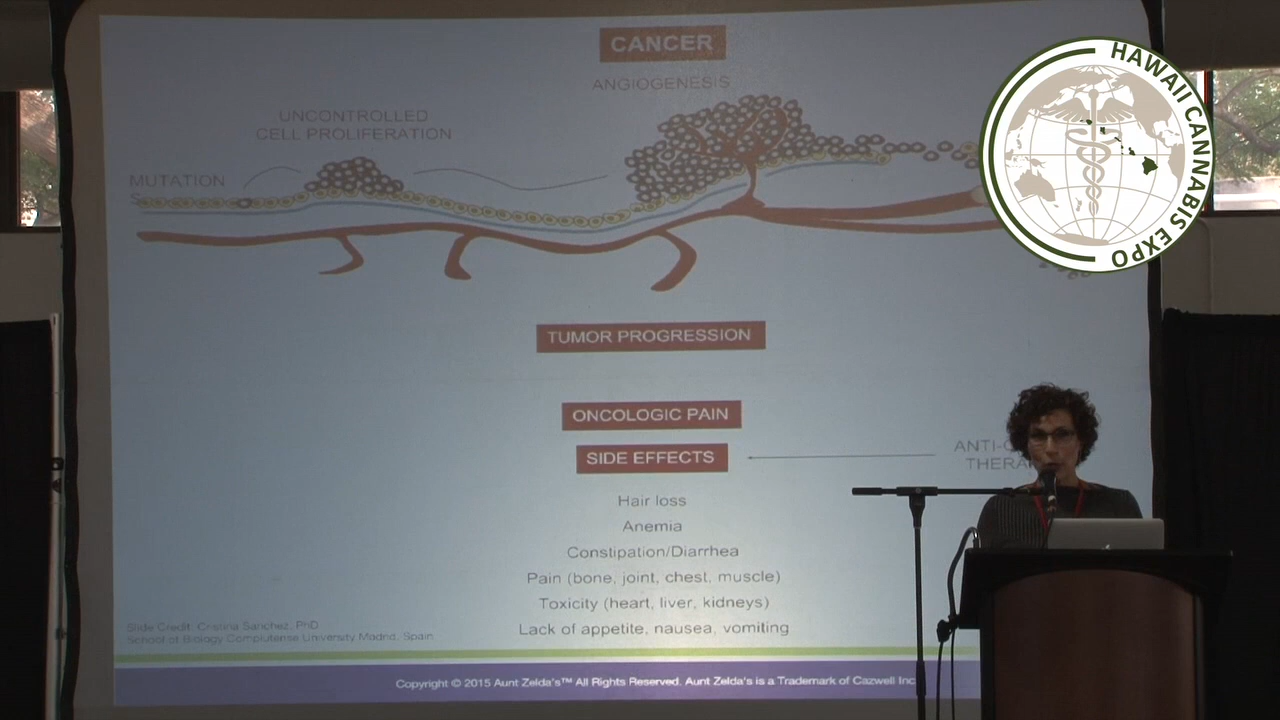 CANCER
ANGIOGENESIS
UNCONTROLLED
CELL PROLIFERATION
MUTATION
S
TUMOR PROGRESSION
ONCOLOGIC PAIN
SIDE EFFECTS
Hair loss
Anemia
Constipation/Diarrhea
Pain (bone, joint, chest, muscle)
Toxicity (heart, liver, kidneys)
Lack of appetite, nausea, vomiting
Slide Credit: Cristina Sanchez, PhD
School of Biology Complutense University Madrid, Spain
Copyright © 2015 Aunt Zelda's™ All Rights Reserved. Aunt Zelda's is a Trademark of Cazwell Inc
HAWAII CANNABIS EXPO